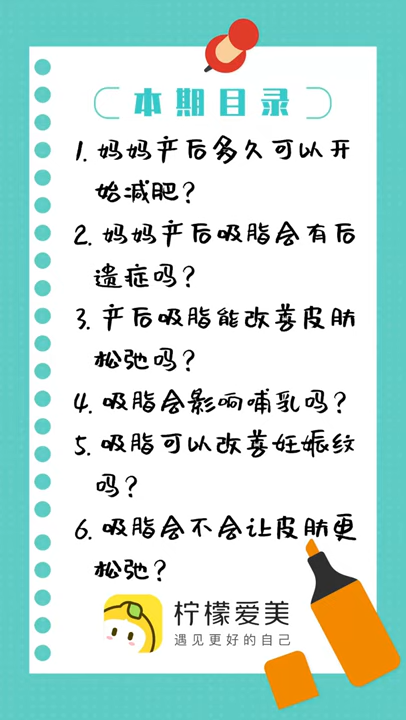 本期目录
1. 妈妈产后多久可以开
始减肥?
2. 妈妈产后吸脂会有后
遗症吗?
3. 产后吸脂能改善皮肤
松弛吗?
4. 吸脂会影响哺乳吗?
5. 吸脂可以改善妊娠纹
吗?
6. 吸脂会不会让皮肤更
松弛?
柠檬爱美
遇见更好的自己